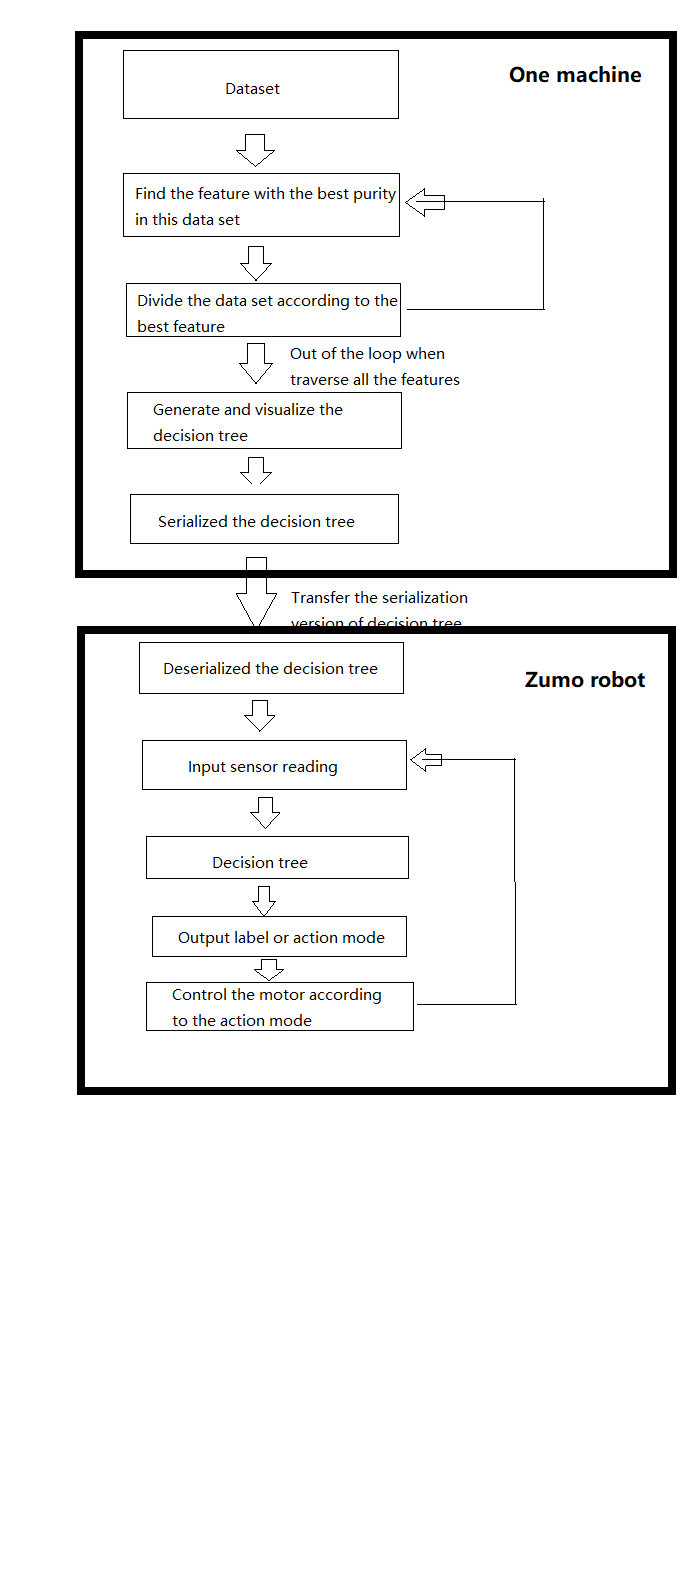 One machine
Dataset
Find the feature with the best purity
in this data set
Divide the data set according to the
best feature
Out of the loop when
traverse all the features
Generate and visualize the
decision tree
Serialized the decision tree
Transfer the serialization
version of decision tree
Deserialized the decision tree
Zumo robot
Input sensor reading
Decision tree
Output label or action mode
Control the motor according
to the action mode